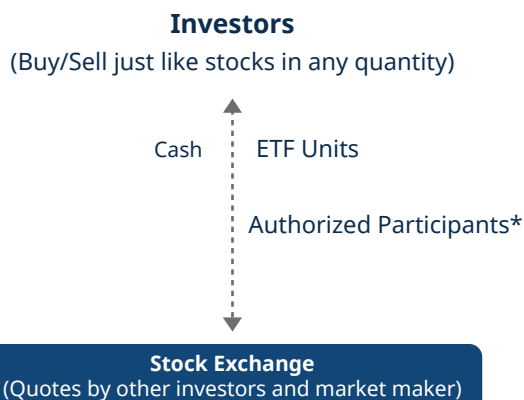 Investors
(Buy/Sell just like stocks in any quantity)
Cash ETF Units
Authorized Participants*
Stock Exchange
(Quotes by other investors and market maker)